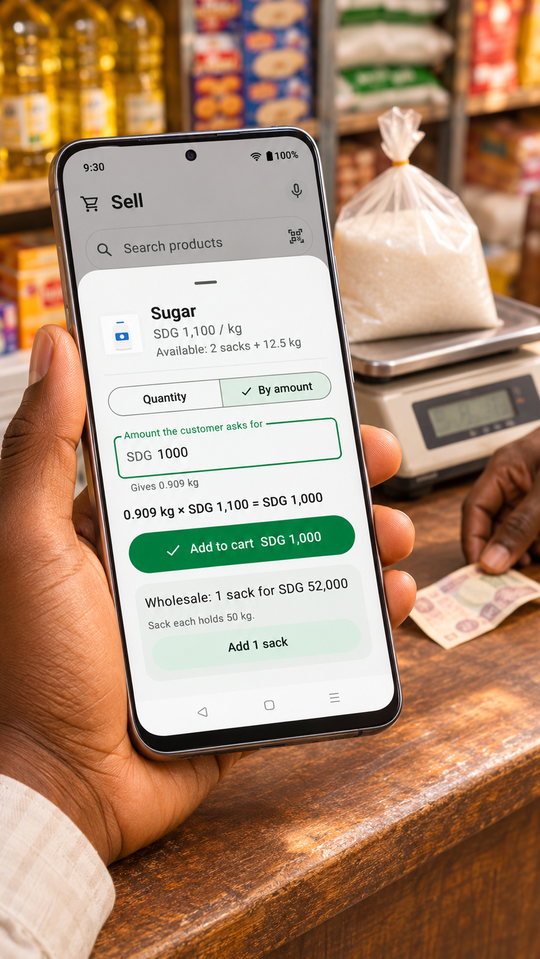 9:30
100%
Sell
Search products
Sugar
SDG 1,100 / kg
Available: 2 sacks + 12.5 kg
Quantity
By amount
Amount the customer asks for
SDG 1000
Gives 0.909 kg
0.909 kg × SDG 1,100 = SDG 1,000
Add to cart SDG 1,000
Wholesale: 1 sack for SDG 52,000
Sack each holds 50 kg.
Add 1 sack